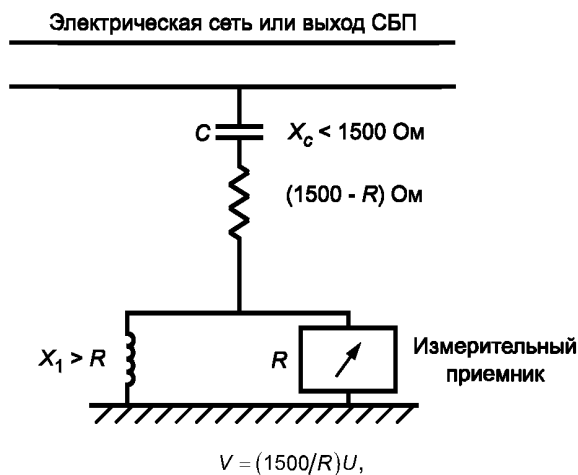 Электрическая сеть или выход СБП
C
X_c < 1500 Ом
(1500 - R) Ом
X_1 > R
R
Измерительный
приемник
V = (1500/R)U,